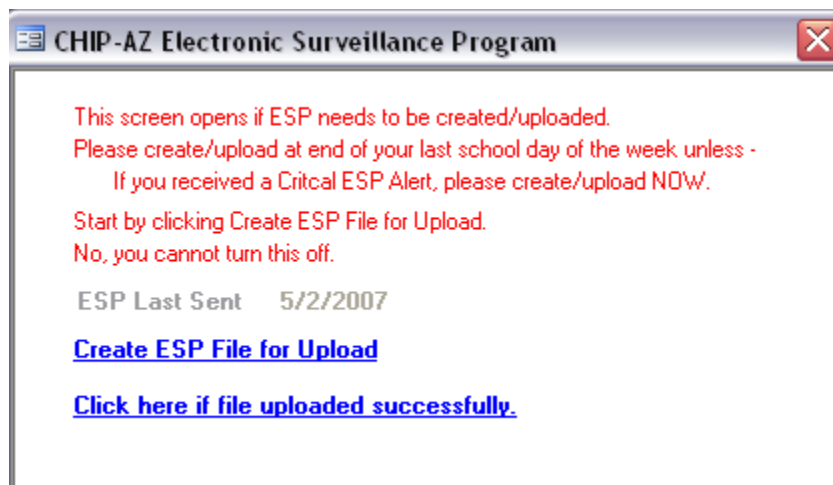 CHIP-AZ Electronic Surveillance Program
This screen opens if ESP needs to be created/uploaded.
Please create/upload at end of your last school day of the week unless -
If you received a Critcal ESP Alert, please create/upload NOW.
Start by clicking Create ESP File for Upload.
No, you cannot turn this off.
ESP Last Sent 5/2/2007
Create ESP File for Upload
Click here if file uploaded successfully.